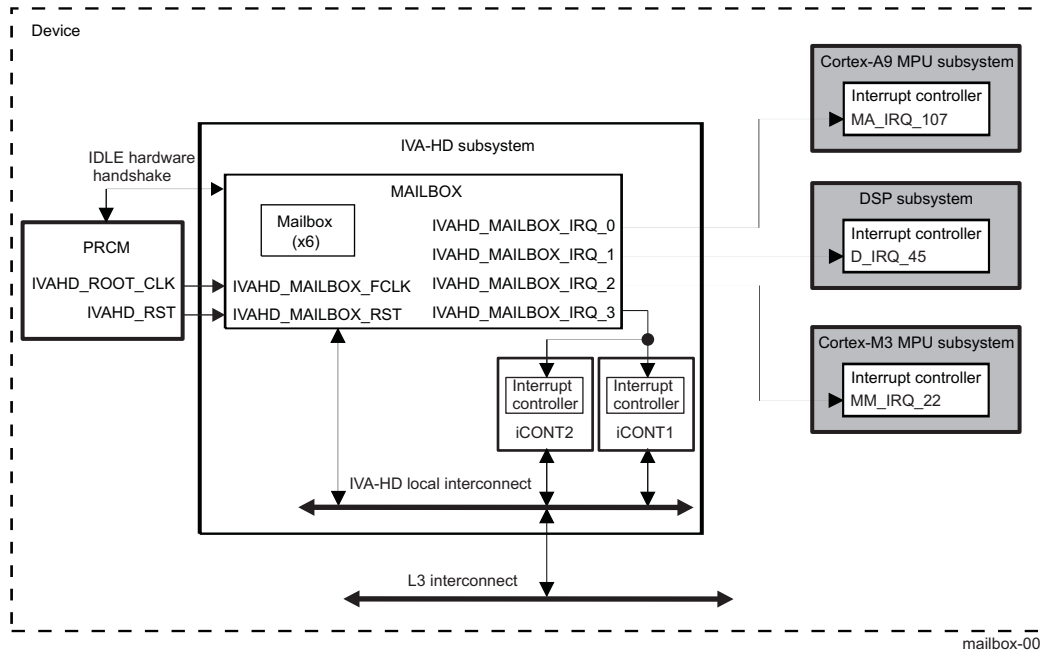 Device
Cortex-A9 MPU subsystem
Interrupt controller
MA_IRQ_107
IVA-HD subsystem
IDLE hardware
handshake
MAILBOX
Mailbox
(x6)
IVAHD_MAILBOX_IRQ_0
IVAHD_MAILBOX_IRQ_1
IVAHD_MAILBOX_IRQ_2
IVAHD_MAILBOX_IRQ_3
DSP subsystem
Interrupt controller
D_IRQ_45
PRCM
IVAHD_ROOT_CLK
IVAHD_RST
IVAHD_MAILBOX_FCLK
IVAHD_MAILBOX_RST
Cortex-M3 MPU subsystem
Interrupt controller
MM_IRQ_22
Interrupt
controller
iCONT2
Interrupt
controller
iCONT1
IVA-HD local interconnect
L3 interconnect
mailbox-00